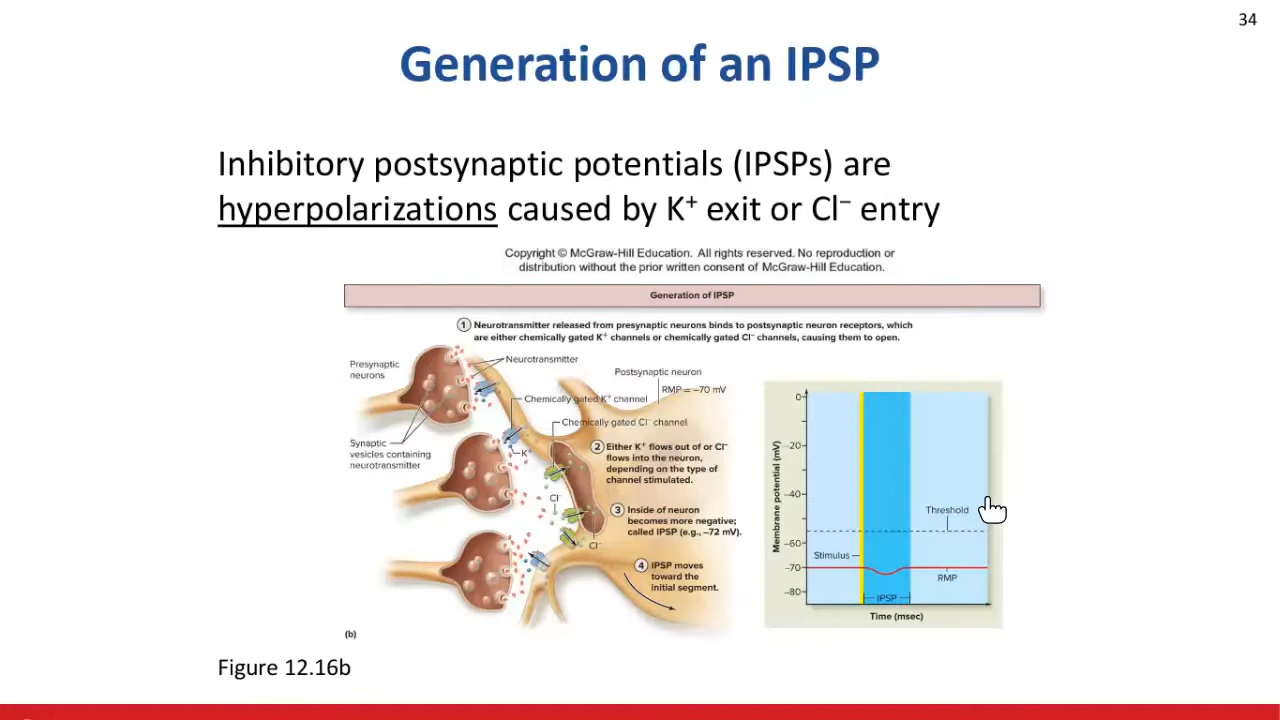 34
Generation of an IPSP
Inhibitory postsynaptic potentials (IPSPs) are
hyperpolarizations caused by K⁺ exit or Cl⁻ entry
Copyright © McGraw-Hill Education. All rights reserved. No reproduction or
distribution without the prior written consent of McGraw-Hill Education.
Generation of IPSP
1 Neurotransmitter released from presynaptic neurons binds to postsynaptic neuron receptors, which
are either chemically gated K⁺ channels or chemically gated Cl⁻ channels, causing them to open.
Presynaptic
neurons
Neurotransmitter
Postsynaptic neuron
RMP = –70 mV
Chemically gated K⁺ channel
Chemically gated Cl⁻ channel
Synaptic
vesicles containing
neurotransmitter
K⁺
2 Either K⁺ flows out of or Cl⁻
flows into the neuron,
depending on the type of
channel stimulated.
Cl⁻
3 Inside of neuron
becomes more negative;
called IPSP (e.g., –72 mV).
Cl⁻
4 IPSP moves
toward the
initial segment.
Membrane potential (mV)
0
–20
–40
–60
–70
–80
Threshold
Stimulus
RMP
IPSP
Time (msec)
(b)
Figure 12.16b